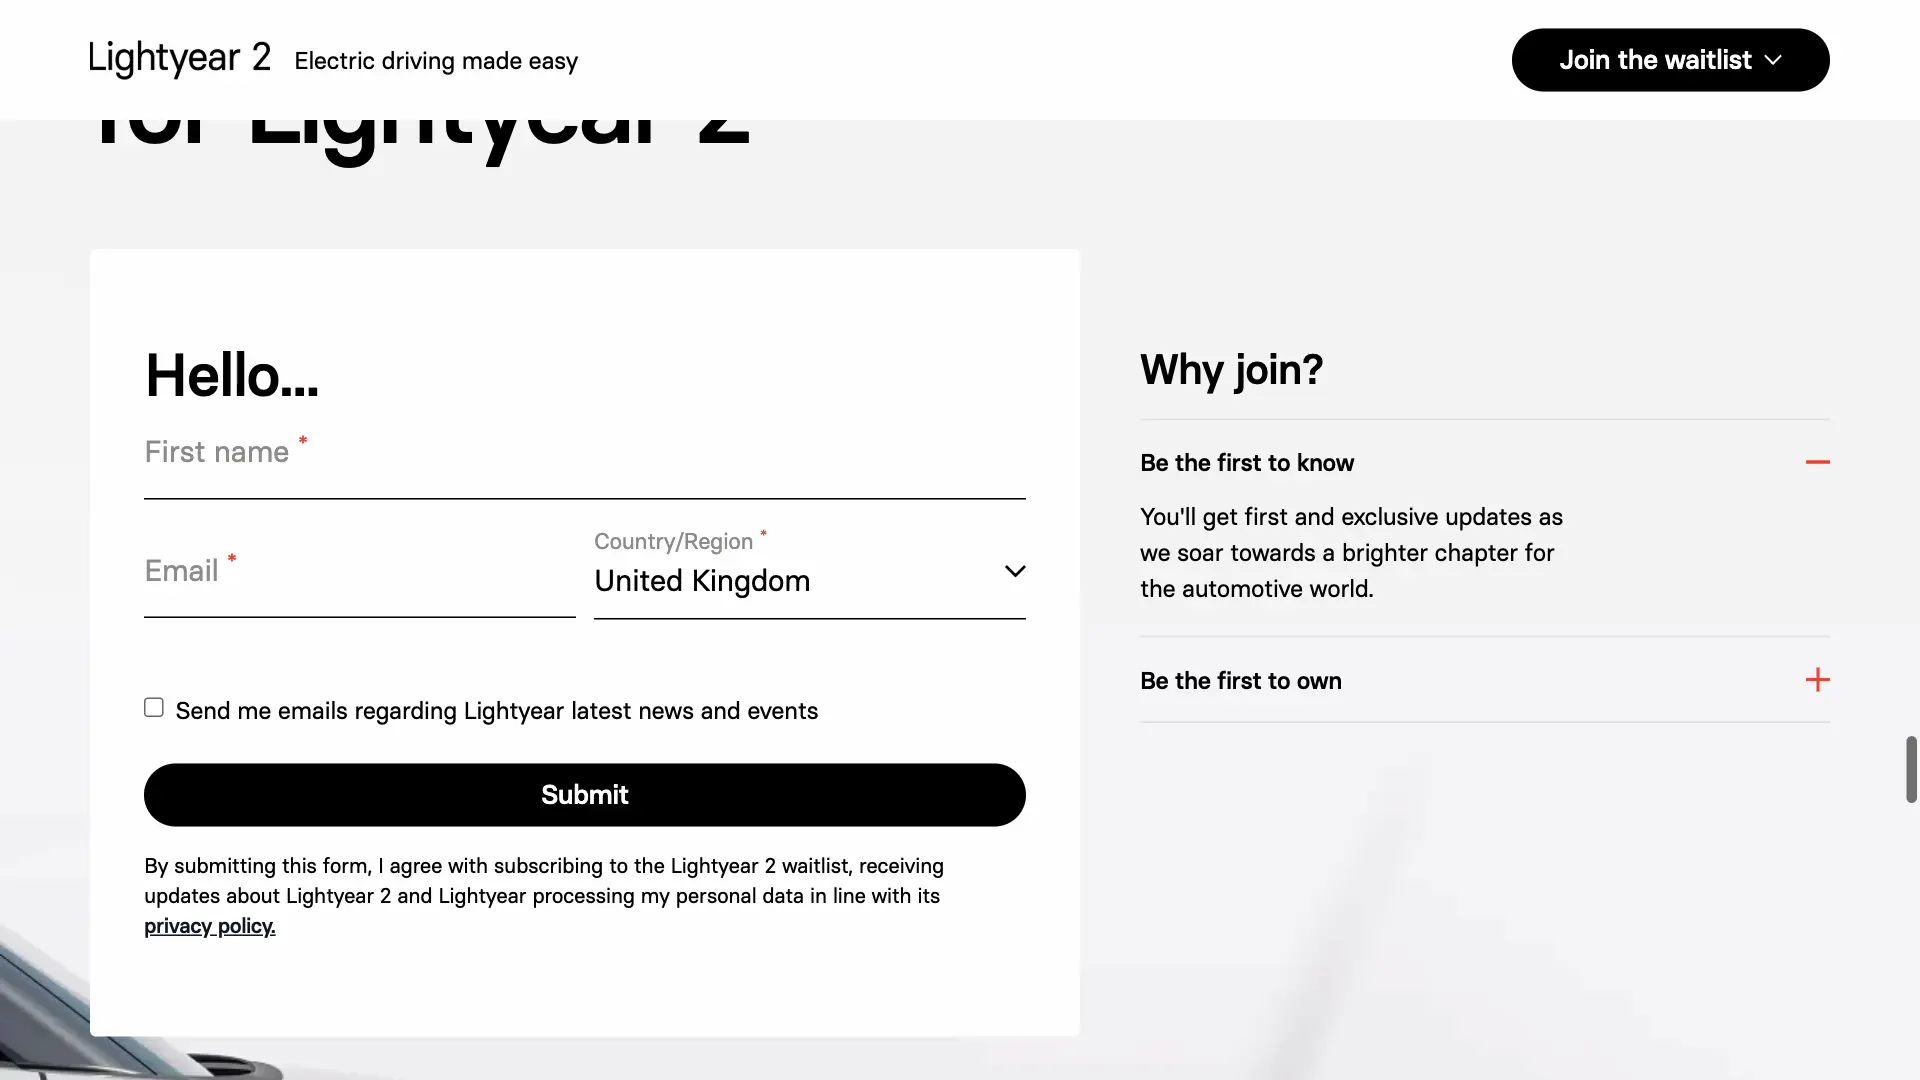 Lightyear 2 Electric driving made easy
Join the waitlist
for Lightyear 2
Hello...
First name *
Email *
Country/Region *
United Kingdom
Send me emails regarding Lightyear latest news and events
Submit
By submitting this form, I agree with subscribing to the Lightyear 2 waitlist, receiving
updates about Lightyear 2 and Lightyear processing my personal data in line with its
privacy policy.
Why join?
Be the first to know
You'll get first and exclusive updates as
we soar towards a brighter chapter for
the automotive world.
Be the first to own